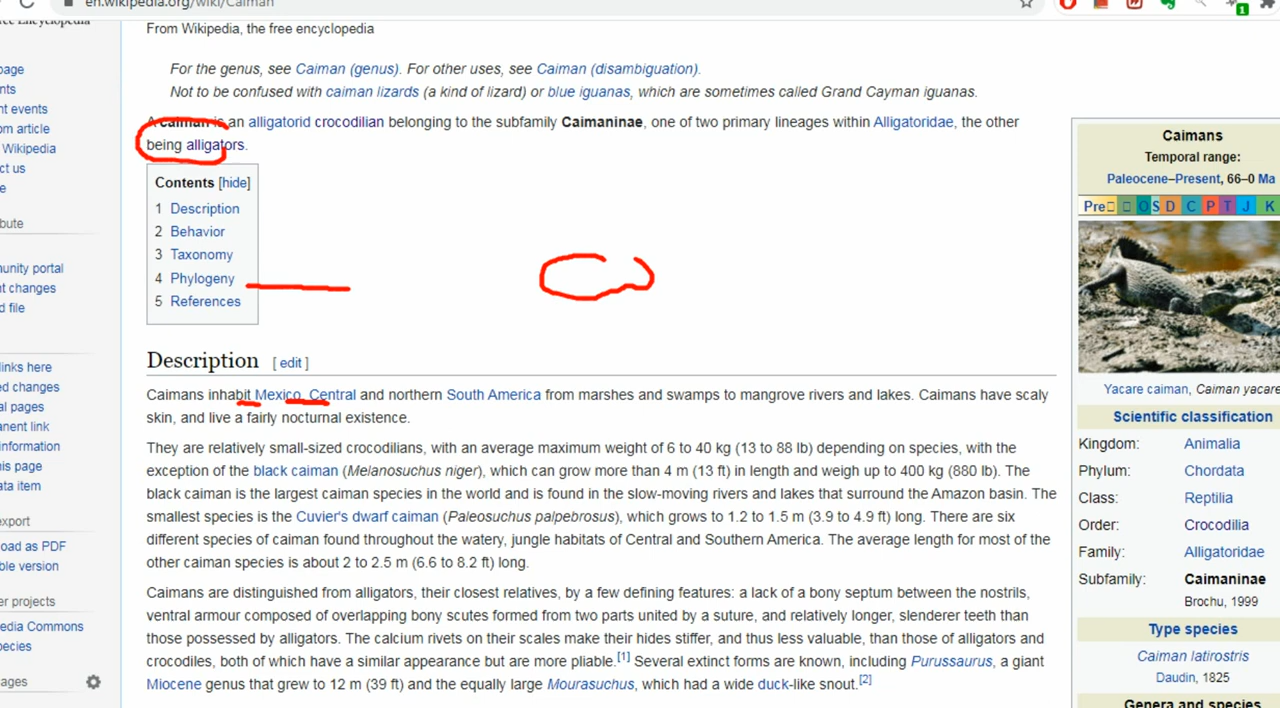 en.wikipedia.org/wiki/Caiman
From Wikipedia, the free encyclopedia
For the genus, see Caiman (genus). For other uses, see Caiman (disambiguation).
Not to be confused with caiman lizards (a kind of lizard) or blue iguanas, which are sometimes called Grand Cayman iguanas.
A caiman is an alligatorid crocodilian belonging to the subfamily Caimaninae, one of two primary lineages within Alligatoridae, the other
being alligators.
Contents [hide]
1 Description
2 Behavior
3 Taxonomy
4 Phylogeny
5 References
Description [ edit ]
Caimans inhabit Mexico, Central and northern South America from marshes and swamps to mangrove rivers and lakes. Caimans have scaly
skin, and live a fairly nocturnal existence.
They are relatively small-sized crocodilians, with an average maximum weight of 6 to 40 kg (13 to 88 lb) depending on species, with the
exception of the black caiman (Melanosuchus niger), which can grow more than 4 m (13 ft) in length and weigh up to 400 kg (880 lb). The
black caiman is the largest caiman species in the world and is found in the slow-moving rivers and lakes that surround the Amazon basin. The
smallest species is the Cuvier's dwarf caiman (Paleosuchus palpebrosus), which grows to 1.2 to 1.5 m (3.9 to 4.9 ft) long. There are six
different species of caiman found throughout the watery, jungle habitats of Central and Southern America. The average length for most of the
other caiman species is about 2 to 2.5 m (6.6 to 8.2 ft) long.
Caimans are distinguished from alligators, their closest relatives, by a few defining features: a lack of a bony septum between the nostrils,
ventral armour composed of overlapping bony scutes formed from two parts united by a suture, and relatively longer, slenderer teeth than
those possessed by alligators. The calcium rivets on their scales make their hides stiffer, and thus less valuable, than those of alligators and
crocodiles, both of which have a similar appearance but are more pliable.[1] Several extinct forms are known, including Purussaurus, a giant
Miocene genus that grew to 12 m (39 ft) and the equally large Mourasuchus, which had a wide duck-like snout.[2]
Caimans
Temporal range:
Paleocene–Present, 66–0 Ma
Pre O S D C P T J K
Yacare caiman, Caiman yacare
Scientific classification
Kingdom: Animalia
Phylum: Chordata
Class: Reptilia
Order: Crocodilia
Family: Alligatoridae
Subfamily: Caimaninae
Brochu, 1999
Type species
Caiman latirostris
Daudin, 1825
Genera and species
page
nts
nt events
om article
Wikipedia
ct us
e
bute
unity portal
nt changes
d file
links here
ed changes
al pages
anent link
information
his page
ata item
export
oad as PDF
ble version
er projects
edia Commons
pecies
ages
1